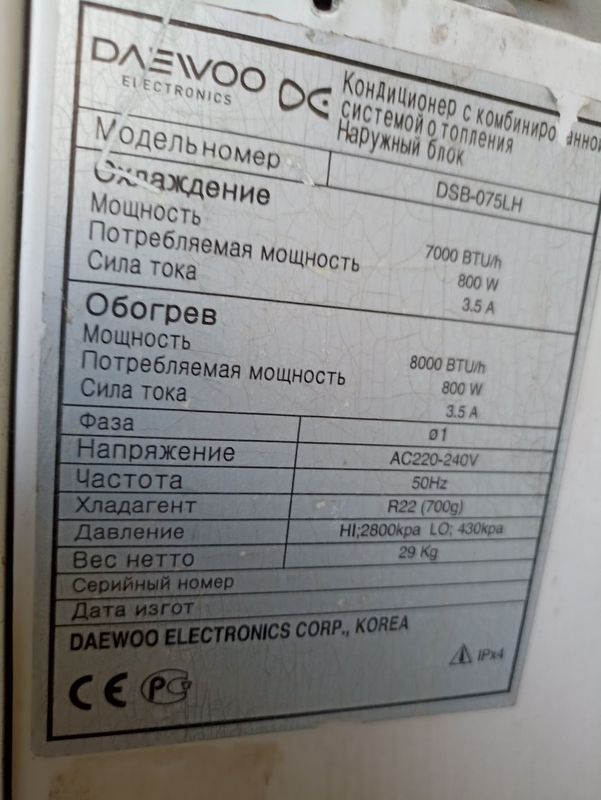 DAEWOO
ELECTRONICS
Кондиционер с комбинированной
системой отопления
Наружный блок
Модельномер DSB-075LH
Охлаждение
Мощность 7000 BTU/h
Потребляемая мощность 800 W
Сила тока 3.5 A
Обогрев
Мощность 8000 BTU/h
Потребляемая мощность 800 W
Сила тока 3.5 A
Фаза ø1
Напряжение AC220-240V
Частота 50Hz
Хладагент R22 (700g)
Давление HI;2800kpa LO; 430kpa
Вес нетто 29 Kg
Серийный номер
Дата изгот
DAEWOO ELECTRONICS CORP., KOREA
IPx4
CE PG